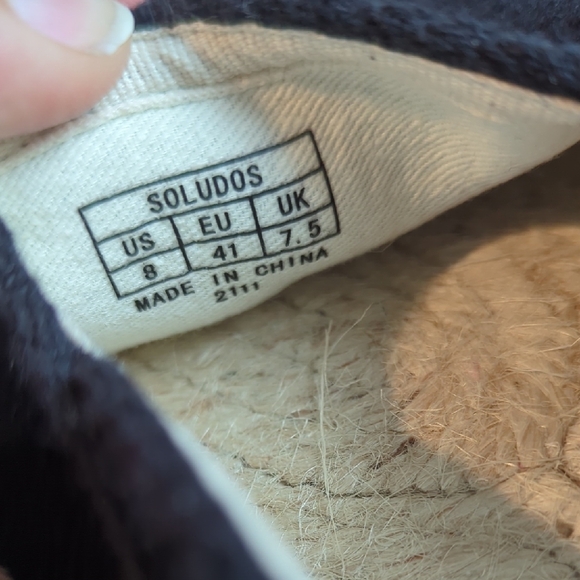 SOLUDOS
US EU UK
8 41 7.5
MADE IN CHINA
2111